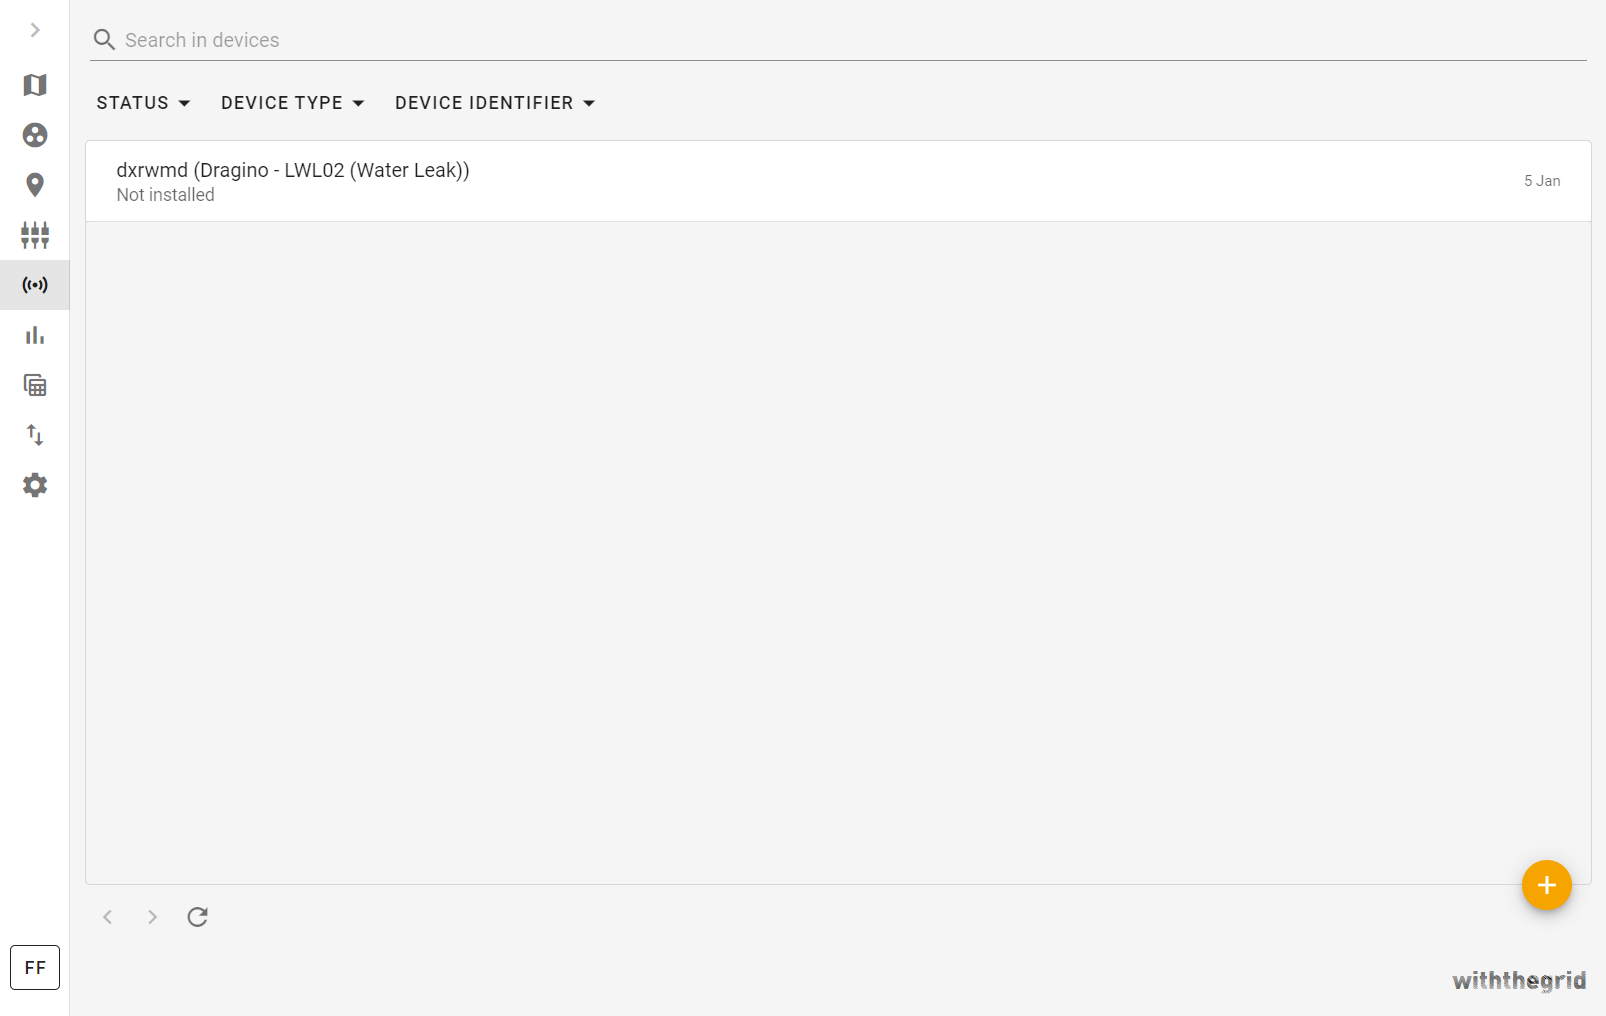 Search in devices
STATUS DEVICE TYPE DEVICE IDENTIFIER
dxrwmd (Dragino - LWL02 (Water Leak))
Not installed
5 Jan
FF
withthegrid